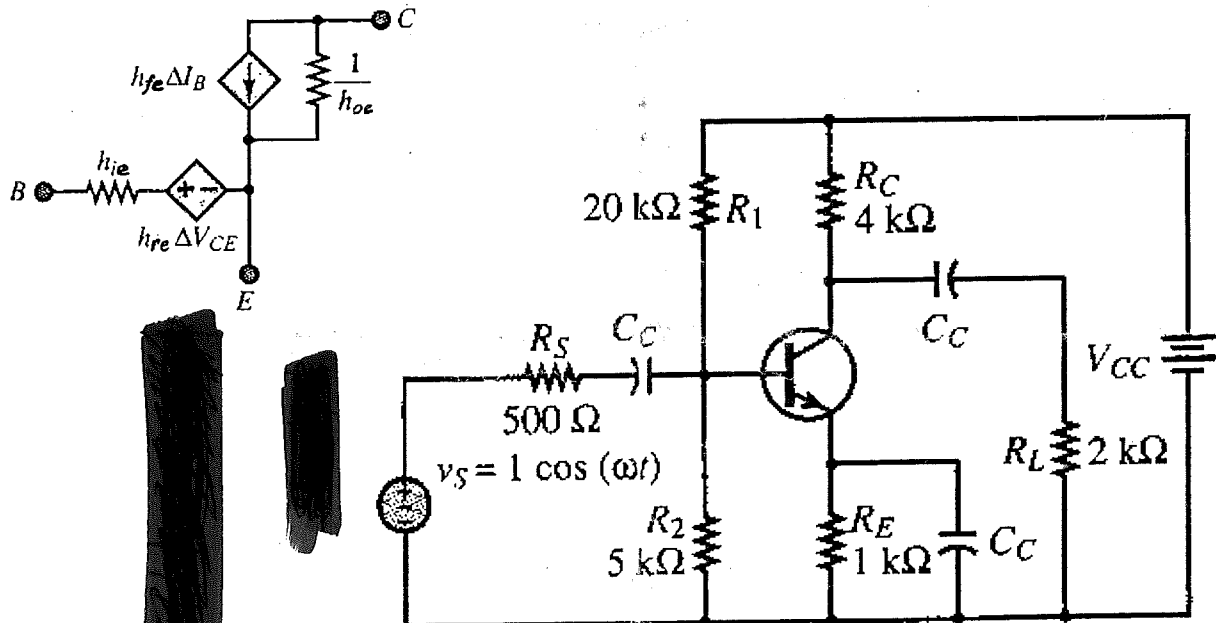 C
h_fe ΔI_B
1
h_oe
h_ie
B
+ −
h_re ΔV_CE
E
20 kΩ
R_1
R_C
4 kΩ
C_C
R_S
C_C
500 Ω
v_S = 1 cos (ωt)
V_CC
R_L
2 kΩ
R_2
5 kΩ
R_E
1 kΩ
C_C